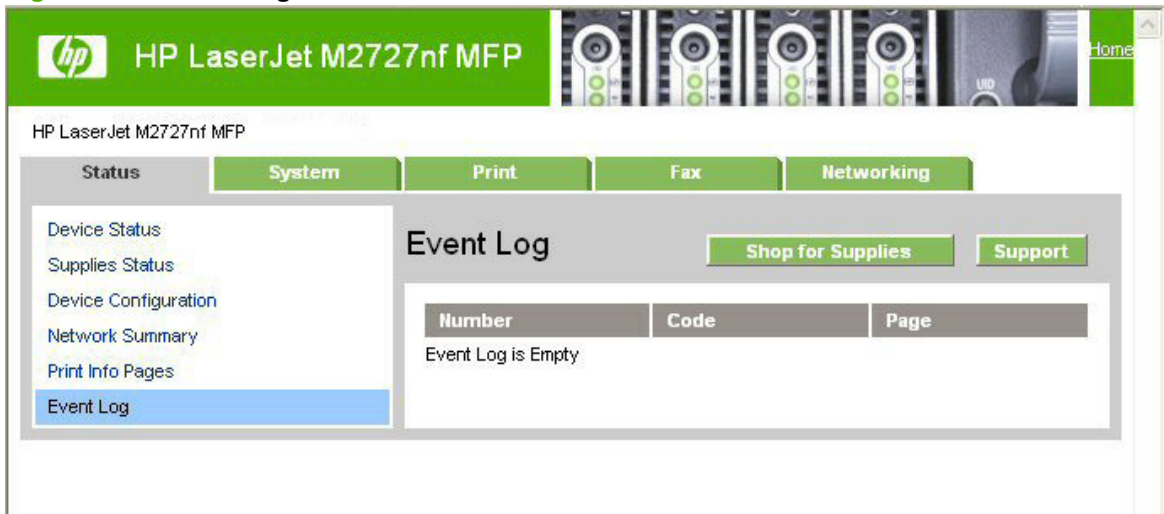 hp
HP LaserJet M2727nf MFP
UID
Home
HP LaserJet M2727nf MFP
Status System Print Fax Networking
Device Status
Supplies Status
Device Configuration
Network Summary
Print Info Pages
Event Log
Event Log
Shop for Supplies Support
Number Code Page
Event Log is Empty